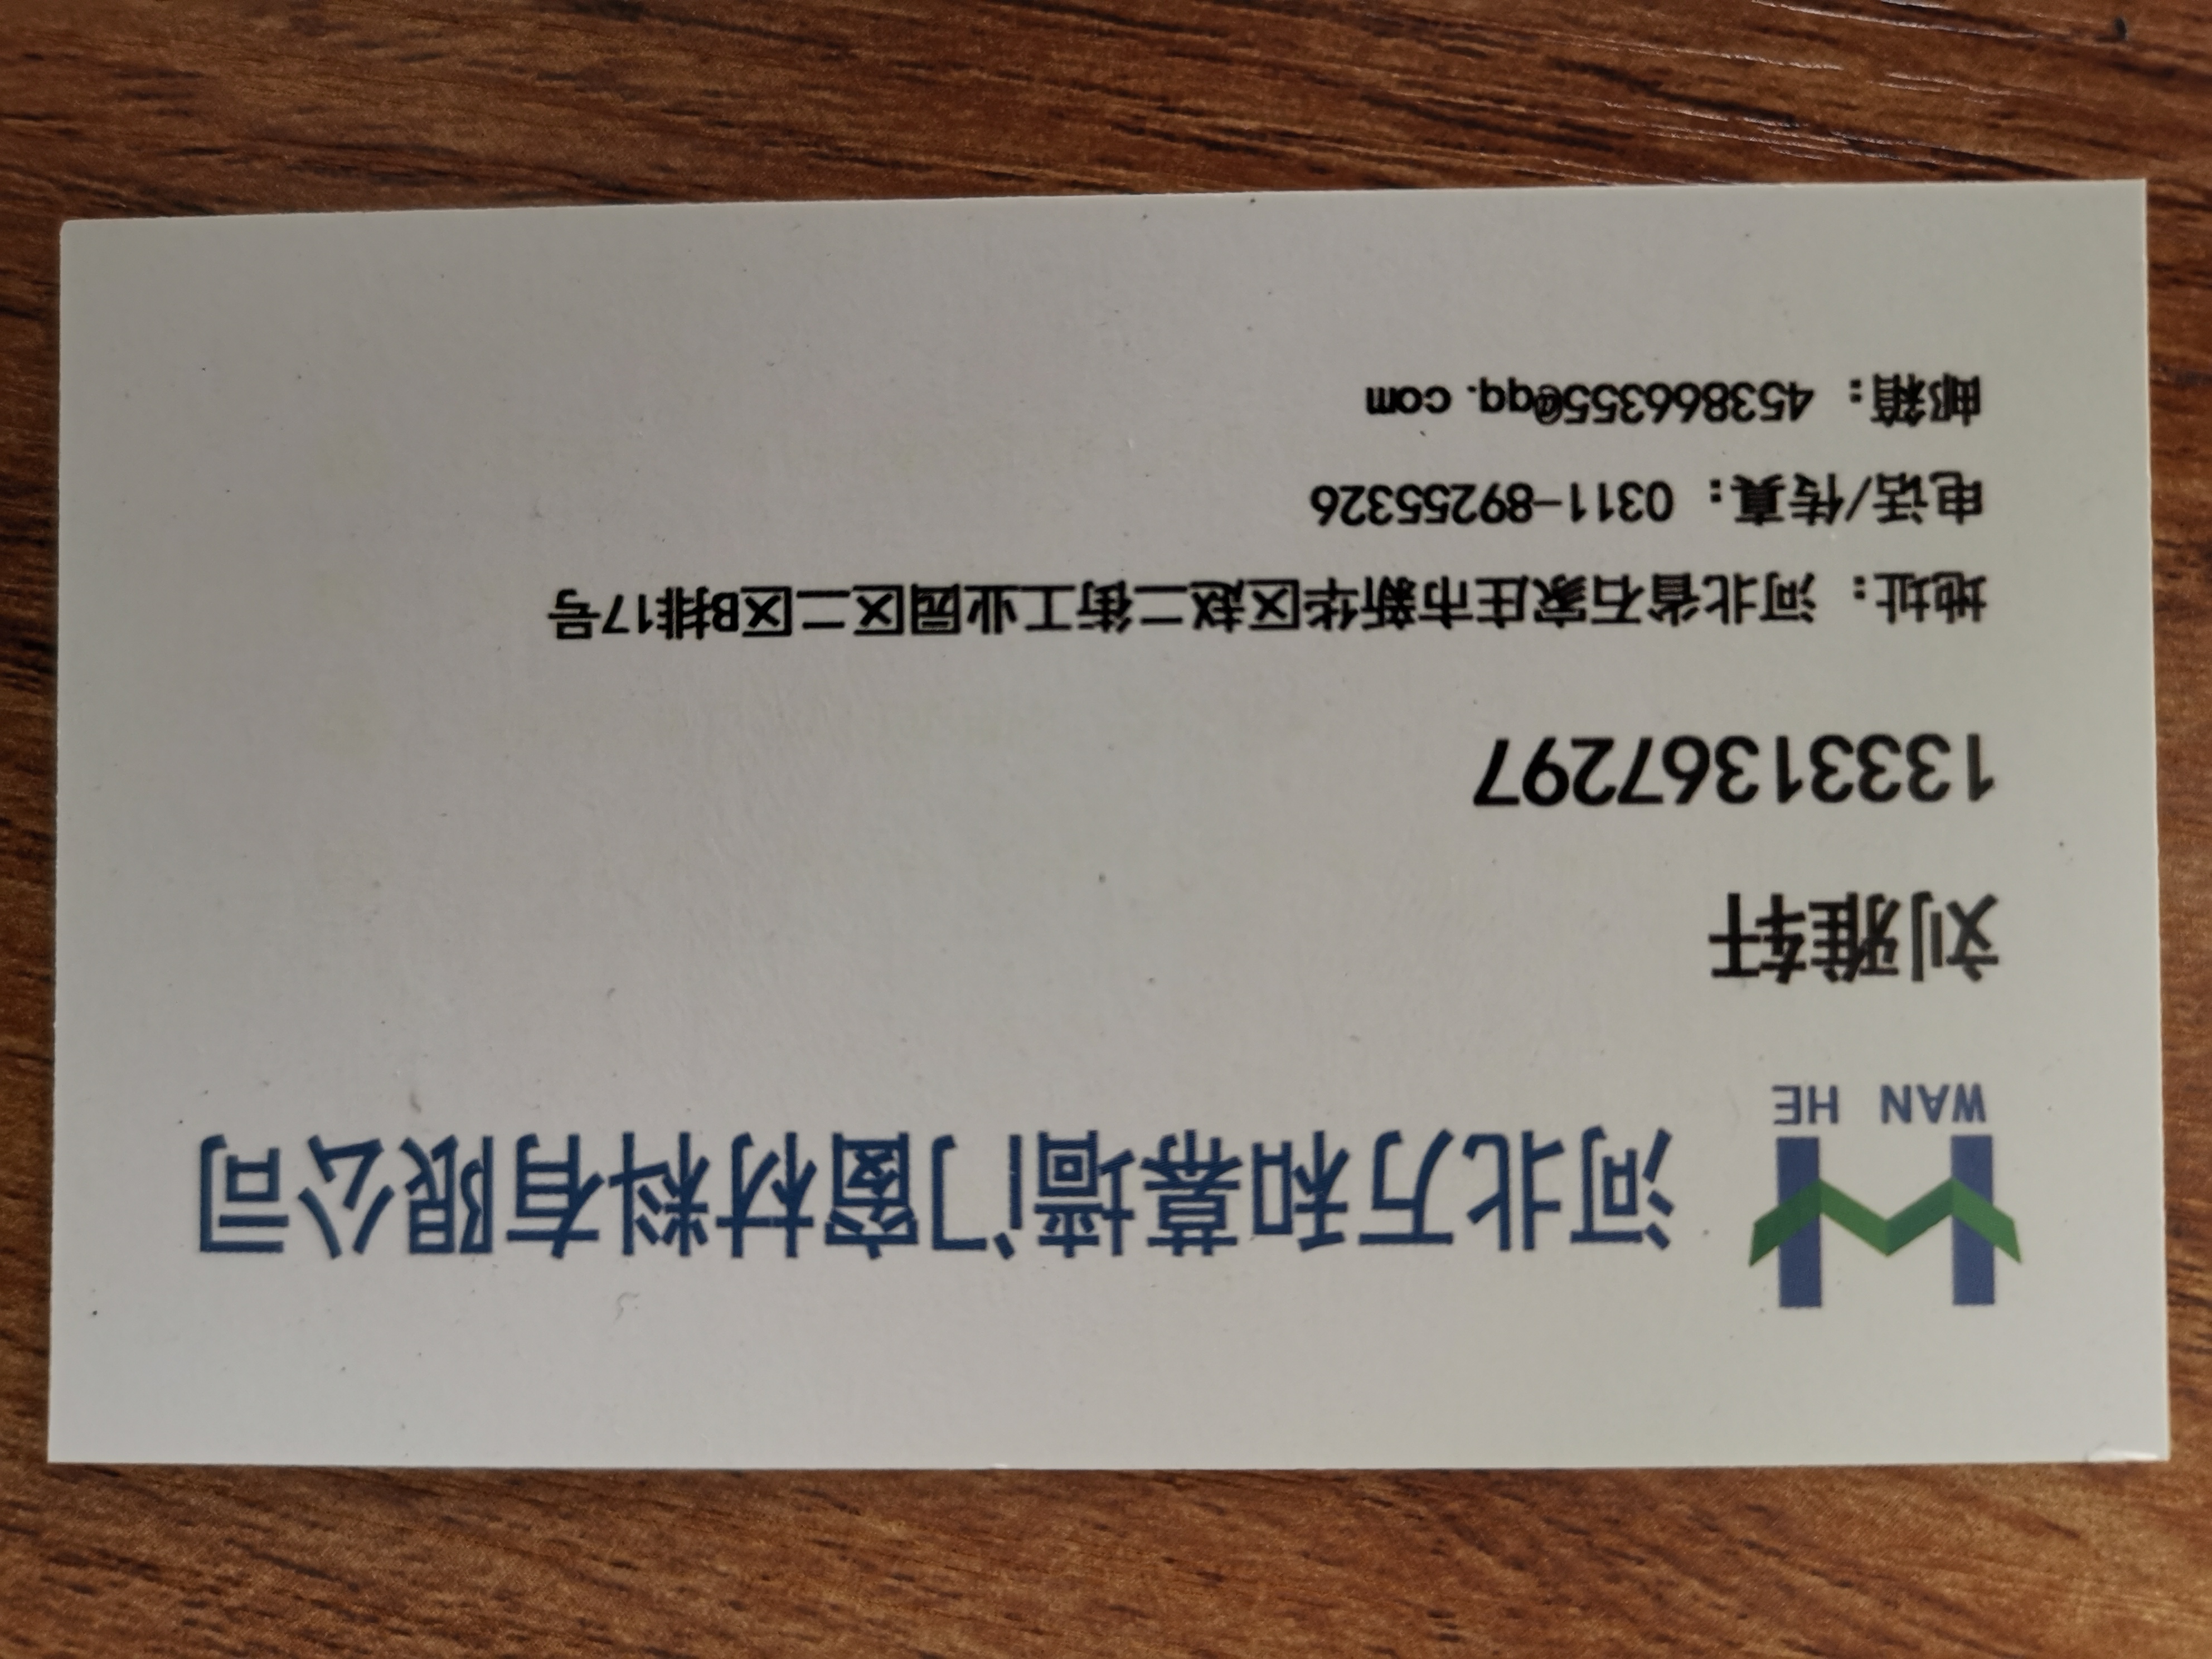 WAN HE
河北万和幕墙门窗材料有限公司
刘雅轩
13331367297
地址：河北省石家庄市新华区赵二街工业园区二区B排17号
电话/传真：0311-89255326
邮箱：453866355@qq.com